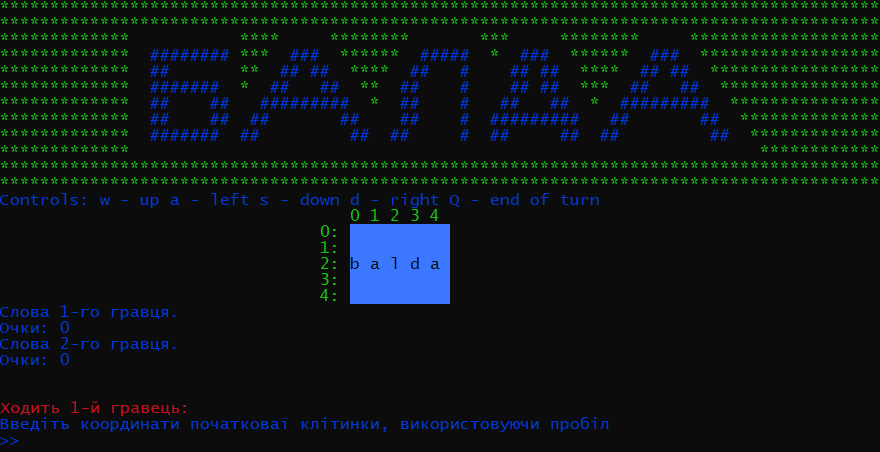 БАЛДА
Controls: w - up a - left s - down d - right Q - end of turn
0 1 2 3 4
0:
1:
2: b a l d a
3:
4:
Слова 1-го гравця.
Очки: 0
Слова 2-го гравця.
Очки: 0
Ходить 1-й гравець:
Введіть координати початковаї клітинки, використовуючи пробіл
>>